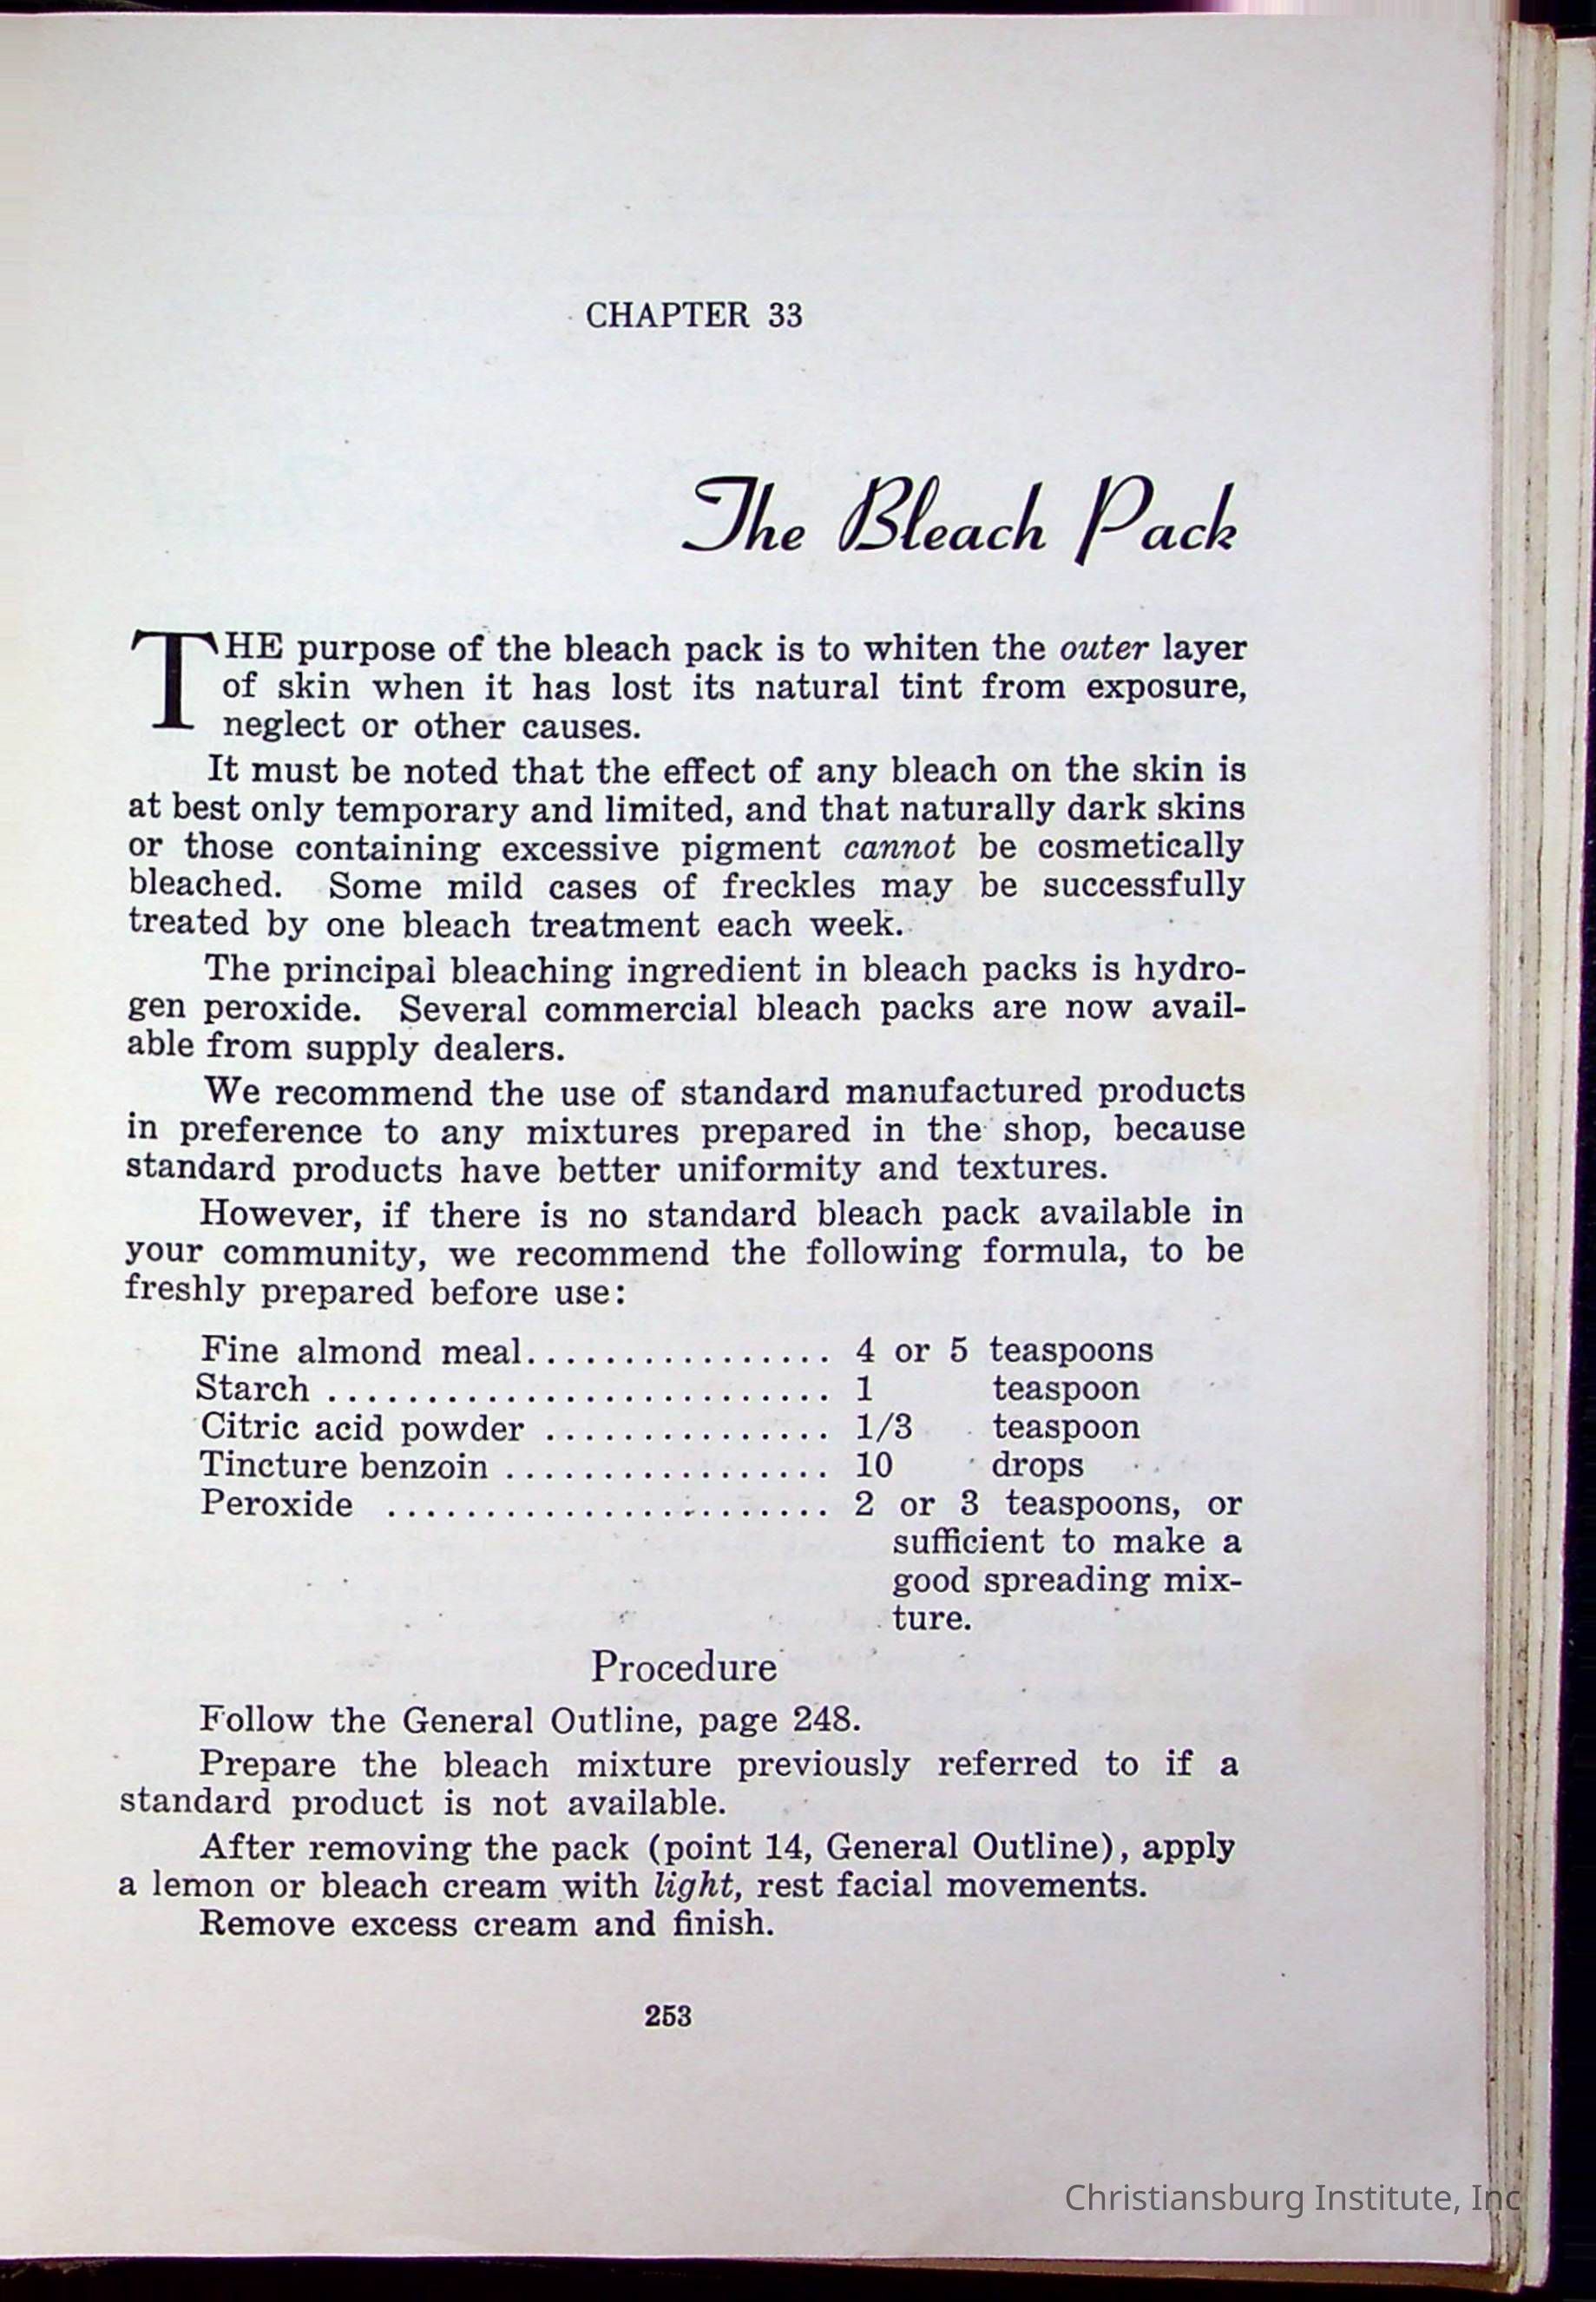 CHAPTER 33
The Bleach Pack
THE purpose of the bleach pack is to whiten the outer layer
of skin when it has lost its natural tint from exposure,
neglect or other causes.
It must be noted that the effect of any bleach on the skin is
at best only temporary and limited, and that naturally dark skins
or those containing excessive pigment cannot be cosmetically
bleached. Some mild cases of freckles may be successfully
treated by one bleach treatment each week.
The principal bleaching ingredient in bleach packs is hydro-
gen peroxide. Several commercial bleach packs are now avail-
able from supply dealers.
We recommend the use of standard manufactured products
in preference to any mixtures prepared in the shop, because
standard products have better uniformity and textures.
However, if there is no standard bleach pack available in
your community, we recommend the following formula, to be
freshly prepared before use:
Fine almond meal................ 4 or 5 teaspoons
Starch .......................... 1 teaspoon
Citric acid powder ............... 1/3 teaspoon
Tincture benzoin ................. 10 drops
Peroxide ....................... 2 or 3 teaspoons, or
sufficient to make a
good spreading mix-
ture.
Procedure
Follow the General Outline, page 248.
Prepare the bleach mixture previously referred to if a
standard product is not available.
After removing the pack (point 14, General Outline), apply
a lemon or bleach cream with light, rest facial movements.
Remove excess cream and finish.
253
Christiansburg Institute, Inc